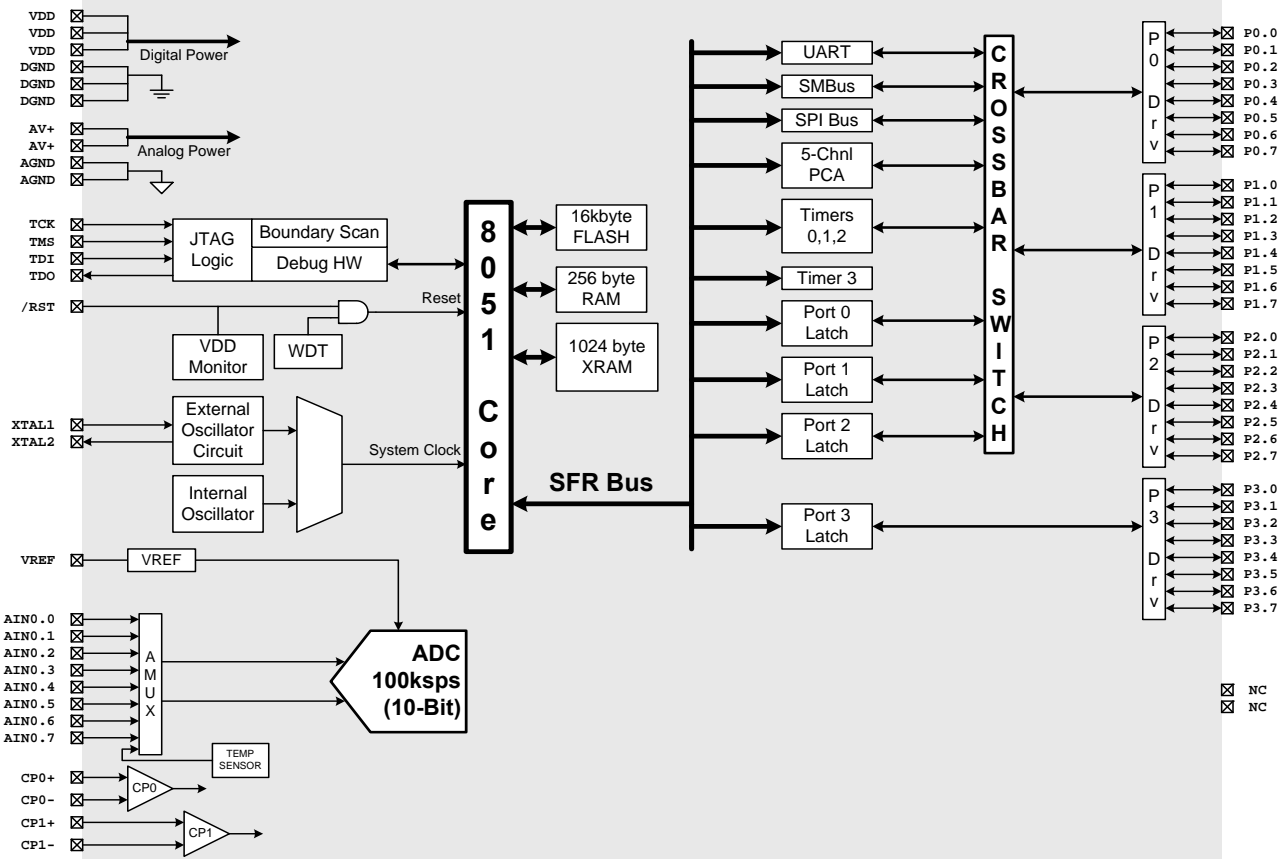 VDD
VDD
VDD
DGND
DGND
DGND
Digital Power
AV+
AV+
AGND
AGND
Analog Power
TCK
TMS
TDI
TDO
JTAG
Logic
Boundary Scan
Debug HW
/RST
Reset
VDD
Monitor
WDT
XTAL1
XTAL2
External
Oscillator
Circuit
Internal
Oscillator
System Clock
8051 Core
16kbyte
FLASH
256 byte
RAM
1024 byte
XRAM
SFR Bus
VREF
VREF
AIN0.0
AIN0.1
AIN0.2
AIN0.3
AIN0.4
AIN0.5
AIN0.6
AIN0.7
AMUX
ADC
100ksps
(10-Bit)
TEMP
SENSOR
CP0+
CP0-
CP0
CP1+
CP1-
CP1
UART
SMBus
SPI Bus
5-Chnl
PCA
Timers
0,1,2
Timer 3
Port 0
Latch
Port 1
Latch
Port 2
Latch
Port 3
Latch
CROSSBAR SWITCH
P0 Drv
P0.0
P0.1
P0.2
P0.3
P0.4
P0.5
P0.6
P0.7
P1 Drv
P1.0
P1.1
P1.2
P1.3
P1.4
P1.5
P1.6
P1.7
P2 Drv
P2.0
P2.1
P2.2
P2.3
P2.4
P2.5
P2.6
P2.7
P3 Drv
P3.0
P3.1
P3.2
P3.3
P3.4
P3.5
P3.6
P3.7
NC
NC